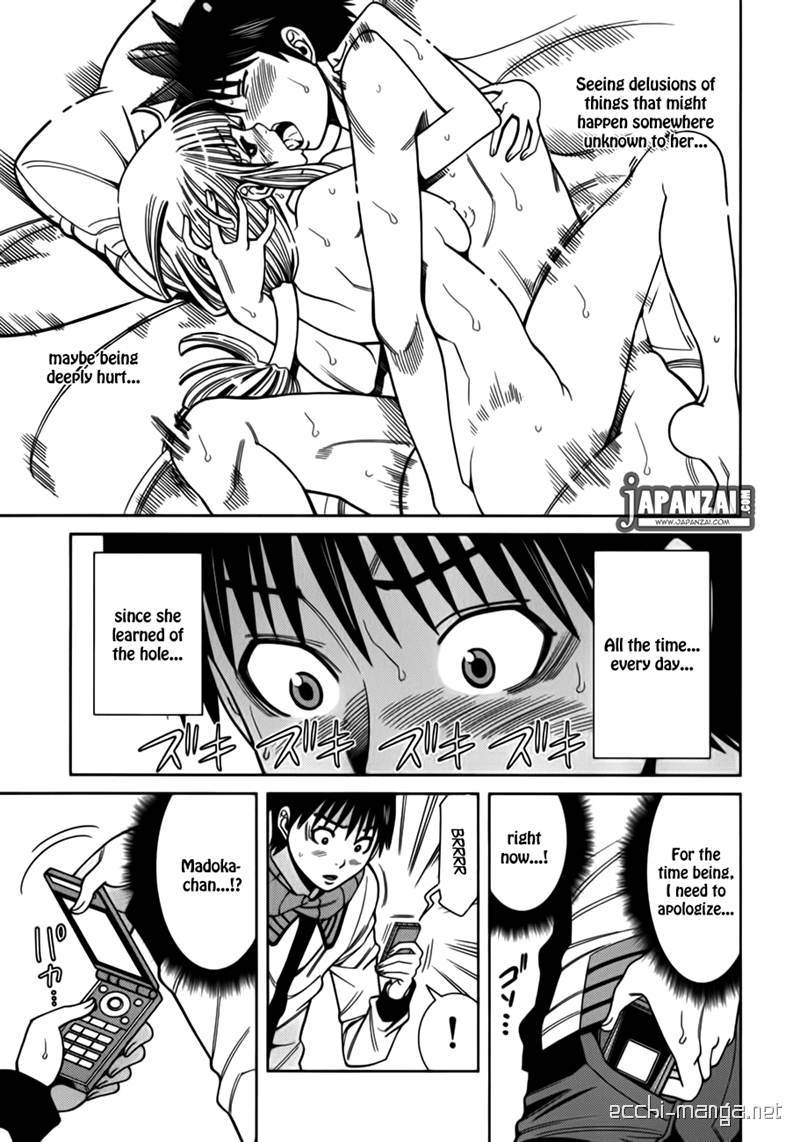 Seeing delusions of
things that might
happen somewhere
unknown to her...
maybe being
deeply hurt...
JAPANZAI.COM
WWW.JAPANZAI.COM
All the time...
every day...
since she
learned of
the hole...
ズキ ズキ ズキ ズキ
For the
time being,
I need to
apologize...
right
now...!
ゴソ...
BRRRR
!
Madoka-
chan...!?
パカ...
ecchi-manga.net